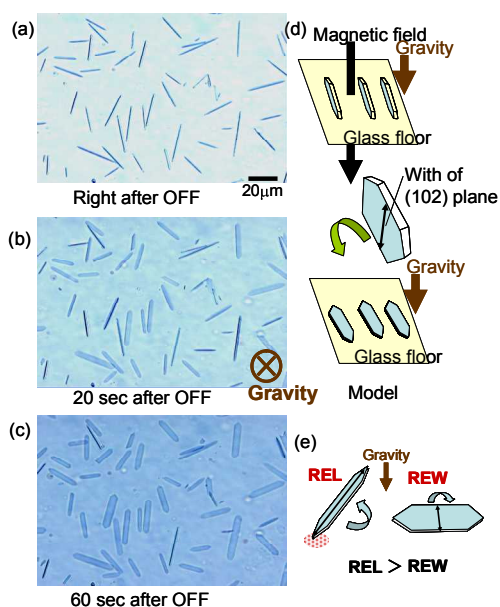 (a)
Right after OFF
20μm
(b)
20 sec after OFF
Gravity
(c)
60 sec after OFF
(d)
Magnetic field
Gravity
Glass floor
With of
(102) plane
Gravity
Glass floor
Model
(e)
Gravity
REL
REW
REL > REW